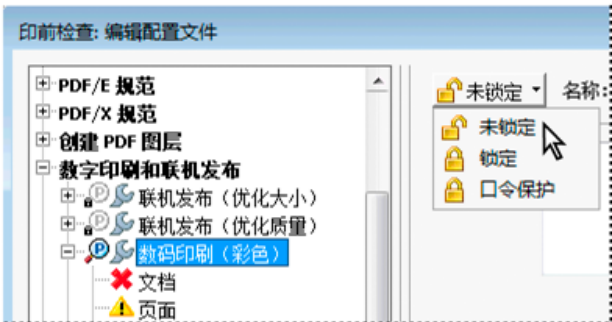 印前检查: 编辑配置文件
PDF/E 规范
PDF/X 规范
创建 PDF 图层
数字印刷和联机发布
联机发布（优化大小）
联机发布（优化质量）
数码印刷（彩色）
文档
页面
未锁定 名称:
未锁定
锁定
口令保护